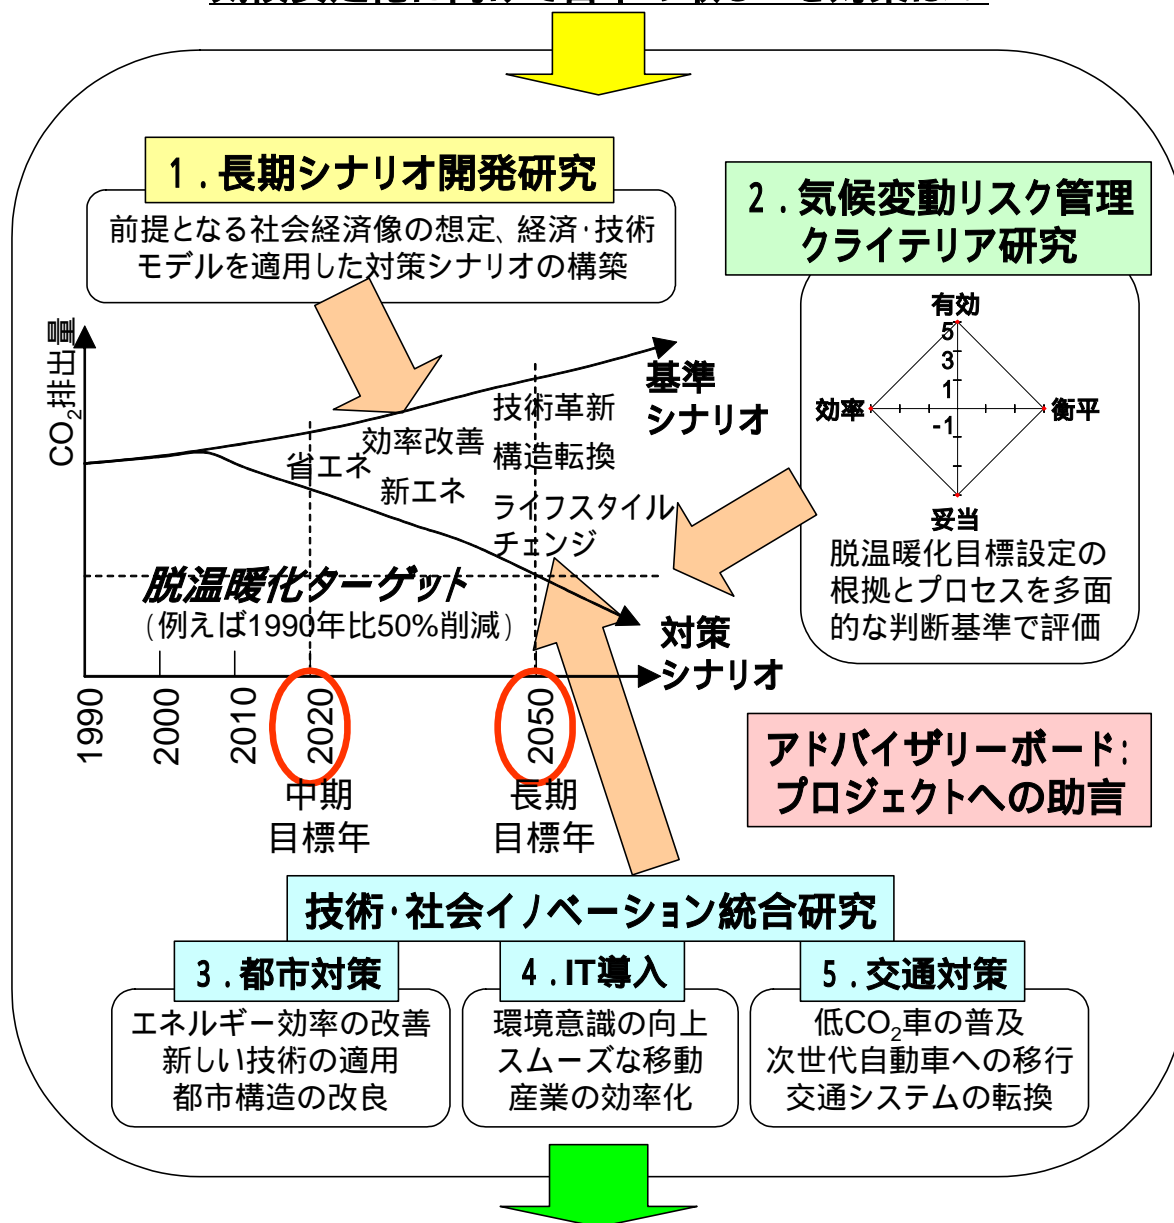 １．長期シナリオ開発研究
前提となる社会経済像の想定、経済・技術
モデルを適用した対策シナリオの構築
２．気候変動リスク管理
クライテリア研究
有効
5
3
1
-1
効率
衡平
妥当
脱温暖化目標設定の
根拠とプロセスを多面
的な判断基準で評価
CO₂排出量
基準
シナリオ
技術革新
効率改善
構造転換
省エネ
新エネ
ライフスタイル
チェンジ
脱温暖化ターゲット
（例えば1990年比50%削減）
対策
シナリオ
1990
2000
2010
2020
2050
中期
目標年
長期
目標年
アドバイザリーボード：
プロジェクトへの助言
技術・社会イノベーション統合研究
３．都市対策
エネルギー効率の改善
新しい技術の適用
都市構造の改良
４．IT導入
環境意識の向上
スムーズな移動
産業の効率化
５．交通対策
低CO₂車の普及
次世代自動車への移行
交通システムの転換